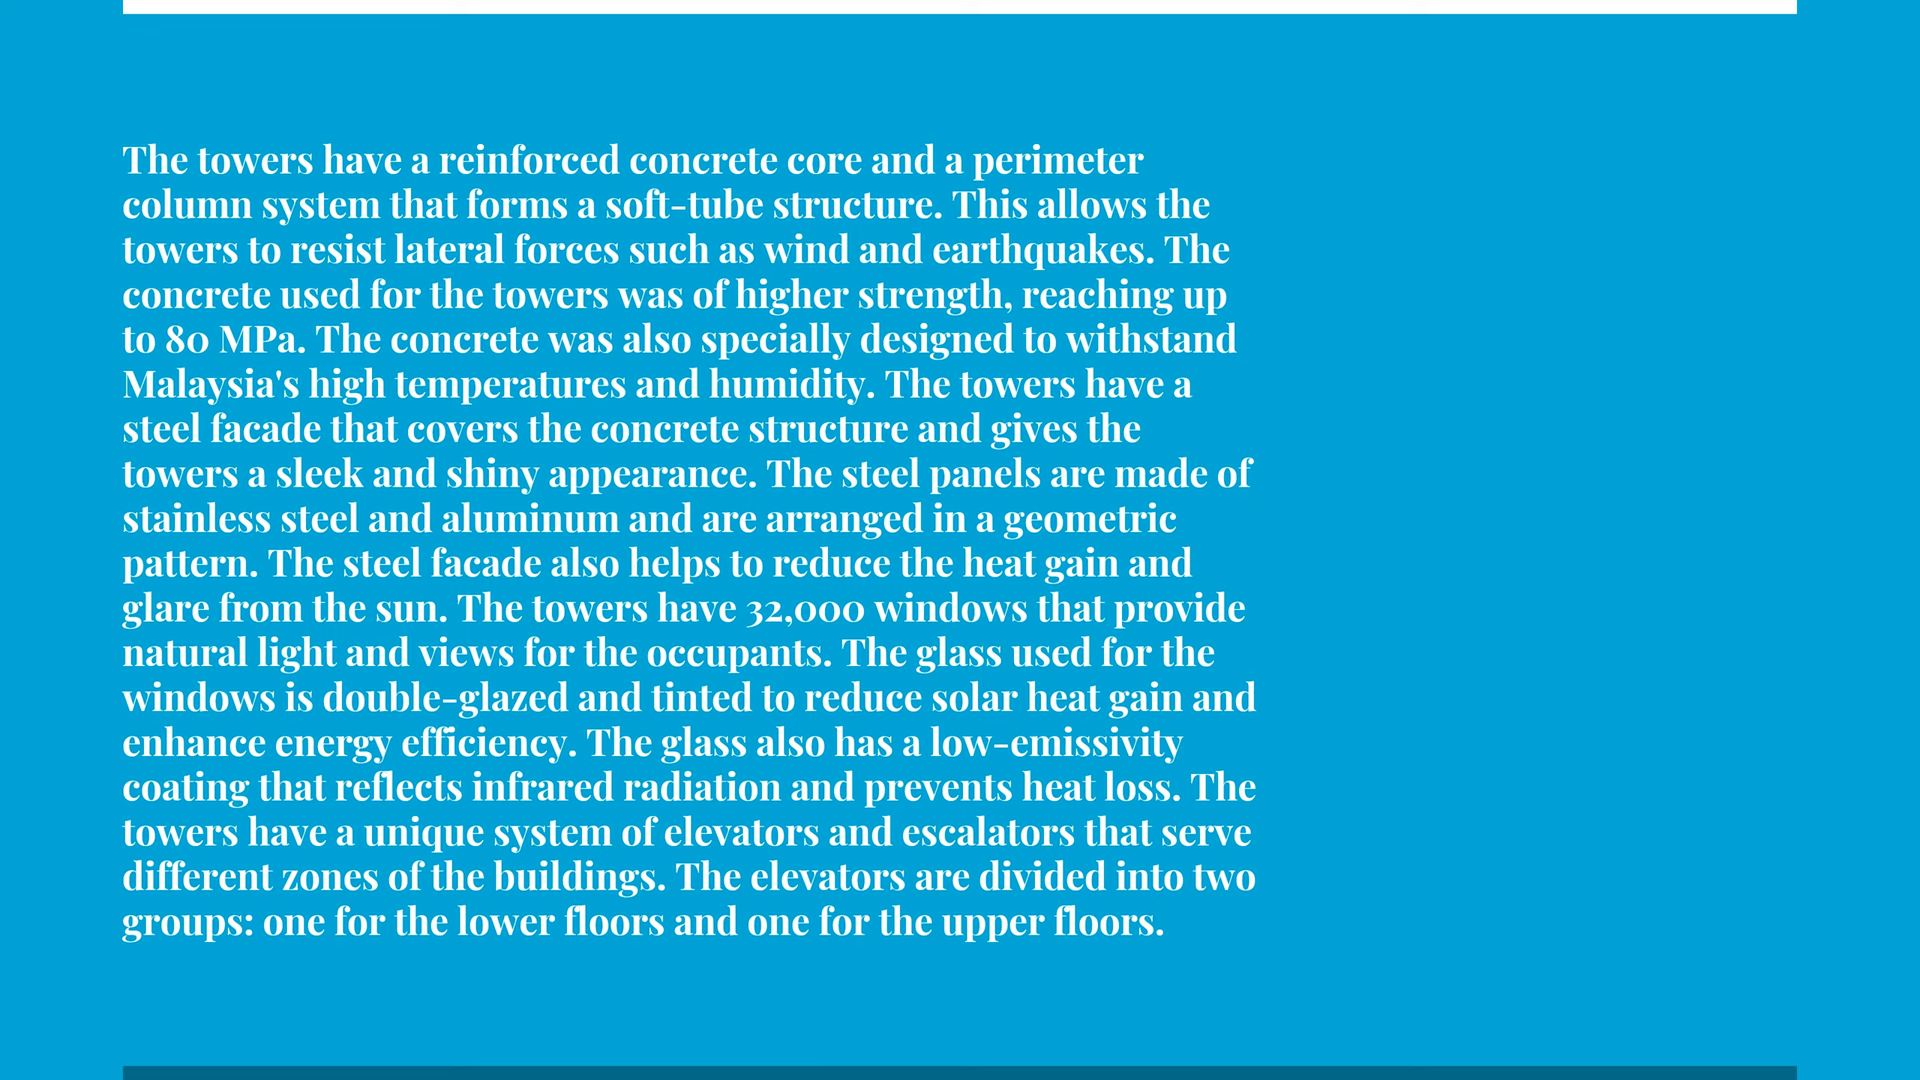 The towers have a reinforced concrete core and a perimeter
column system that forms a soft-tube structure. This allows the
towers to resist lateral forces such as wind and earthquakes. The
concrete used for the towers was of higher strength, reaching up
to 80 MPa. The concrete was also specially designed to withstand
Malaysia's high temperatures and humidity. The towers have a
steel facade that covers the concrete structure and gives the
towers a sleek and shiny appearance. The steel panels are made of
stainless steel and aluminum and are arranged in a geometric
pattern. The steel facade also helps to reduce the heat gain and
glare from the sun. The towers have 32,000 windows that provide
natural light and views for the occupants. The glass used for the
windows is double-glazed and tinted to reduce solar heat gain and
enhance energy efficiency. The glass also has a low-emissivity
coating that reflects infrared radiation and prevents heat loss. The
towers have a unique system of elevators and escalators that serve
different zones of the buildings. The elevators are divided into two
groups: one for the lower floors and one for the upper floors.